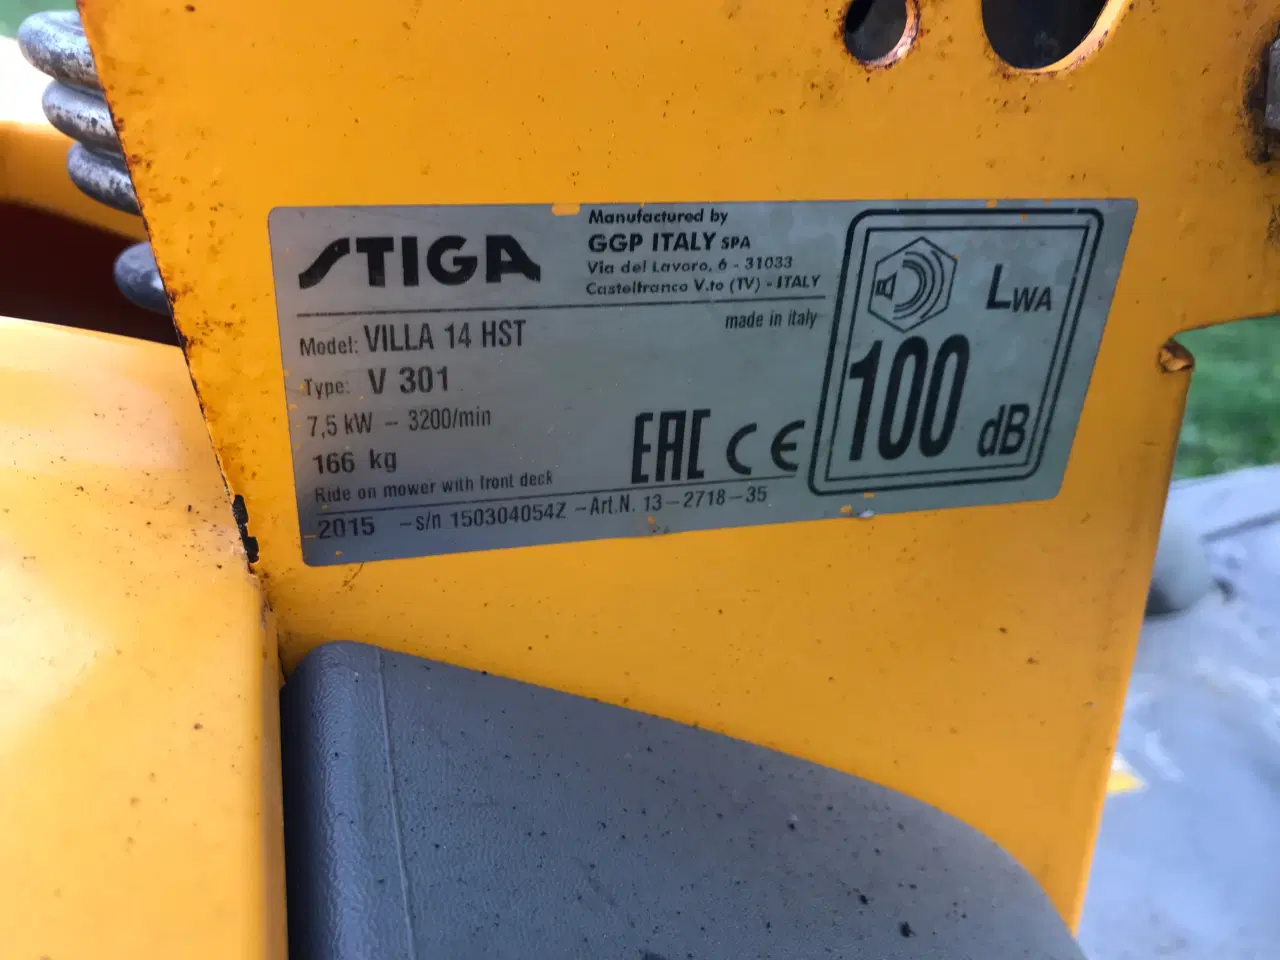 STIGA
Manufactured by
GGP ITALY SPA
Via del Lavoro, 6 - 31033
Castelfranco V.to (TV) - ITALY
made in italy
Model: VILLA 14 HST
Type: V 301
7,5 kW - 3200/min
166 kg
Ride on mower with front deck
2015 - s/n 150304054Z - Art.N. 13-2718-35
EAC CE
LWA
100 dB